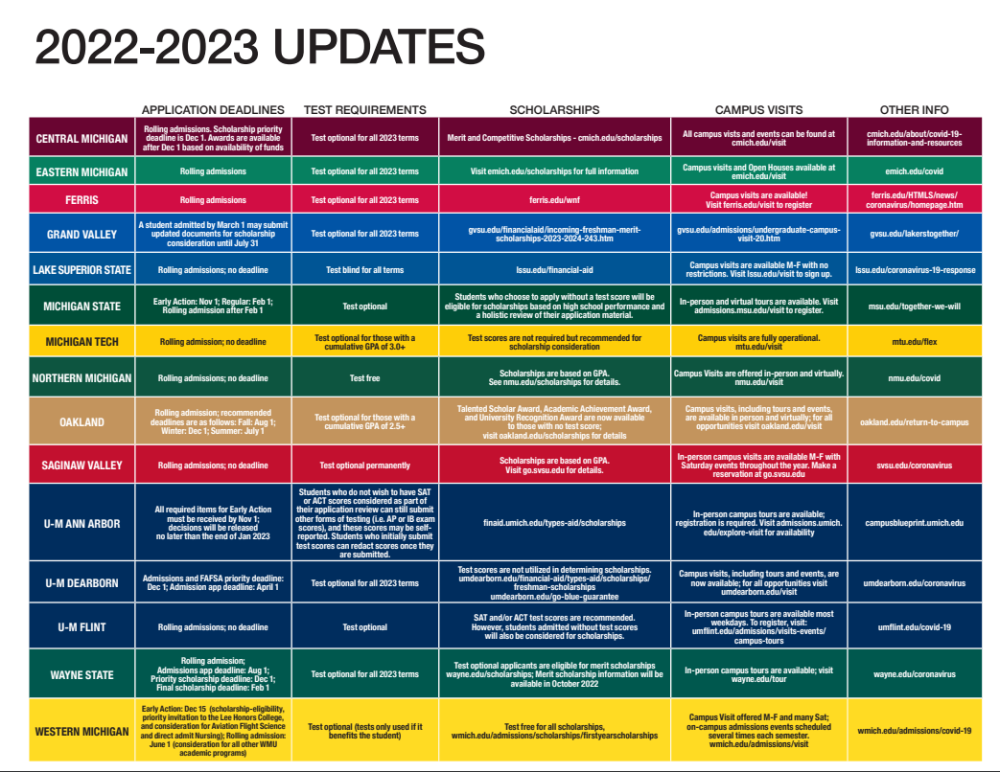 2022-2023 UPDATES
APPLICATION DEADLINES
TEST REQUIREMENTS
SCHOLARSHIPS
CAMPUS VISITS
OTHER INFO
CENTRAL MICHIGAN
Rolling admissions. Scholarship priority
deadline is Dec 1. Awards are available
after Dec 1 based on availability of funds
Test optional for all 2023 terms
Merit and Competitive Scholarships - cmich.edu/scholarships
All campus vists and events can be found at
cmich.edu/visit
cmich.edu/about/covid-19-
information-and-resources
EASTERN MICHIGAN
Rolling admissions
Test optional for all 2023 terms
Visit emich.edu/scholarships for full information
Campus visits and Open Houses available at
emich.edu/visit
emich.edu/covid
FERRIS
Rolling admissions
Test optional for all 2023 terms
ferris.edu/wnf
Campus visits are available!
Visit ferris.edu/visit to register
ferris.edu/HTMLS/news/
coronavirus/homepage.htm
GRAND VALLEY
A student admitted by March 1 may submit
updated documents for scholarship
consideration until July 31
Test optional for all 2023 terms
gvsu.edu/financialaid/incoming-freshman-merit-
scholarships-2023-2024-243.htm
gvsu.edu/admissions/undergraduate-campus-
visit-20.htm
gvsu.edu/lakerstogether/
LAKE SUPERIOR STATE
Rolling admissions; no deadline
Test blind for all terms
lssu.edu/financial-aid
Campus visits are available M-F with no
restrictions. Visit lssu.edu/visit to sign up.
lssu.edu/coronavirus-19-response
MICHIGAN STATE
Early Action: Nov 1; Regular: Feb 1;
Rolling admission after Feb 1
Test optional
Students who choose to apply without a test score will be
eligible for scholarships based on high school performance and
a holistic review of their application material.
In-person and virtual tours are available. Visit
admissions.msu.edu/visit to register.
msu.edu/together-we-will
MICHIGAN TECH
Rolling admission; no deadline
Test optional for those with a
cumulative GPA of 3.0+
Test scores are not required but recommended for
scholarship consideration
Campus visits are fully operational.
mtu.edu/visit
mtu.edu/flex
NORTHERN MICHIGAN
Rolling admissions; no deadline
Test free
Scholarships are based on GPA.
See nmu.edu/scholarships for details.
Campus Visits are offered in-person and virtually.
nmu.edu/visit
nmu.edu/covid
OAKLAND
Rolling admission; recommended
deadlines are as follows: Fall: Aug 1;
Winter: Dec 1; Summer: July 1
Test optional for those with a
cumulative GPA of 2.5+
Talented Scholar Award, Academic Achievement Award,
and University Recognition Award are now available
to those with no test score;
visit oakland.edu/scholarships for details
Campus visits, including tours and events,
are available in person and virtually; for all
opportunities visit oakland.edu/visit
oakland.edu/return-to-campus
SAGINAW VALLEY
Rolling admissions; no deadline
Test optional permanently
Scholarships are based on GPA.
Visit go.svsu.edu for details.
In-person campus visits are available M-F with
Saturday events throughout the year. Make a
reservation at go.svsu.edu
svsu.edu/coronavirus
U-M ANN ARBOR
All required items for Early Action
must be received by Nov 1;
decisions will be released
no later than the end of Jan 2023
Students who do not wish to have SAT
or ACT scores considered as part of
their application review can still submit
other forms of testing (i.e. AP or IB exam
scores), and these scores may be self-
reported. Students who initially submit
test scores can redact scores once they
are submitted.
finaid.umich.edu/types-aid/scholarships
In-person campus tours are available;
registration is required. Visit admissions.umich.
edu/explore-visit for availability
campusblueprint.umich.edu
U-M DEARBORN
Admissions and FAFSA priority deadline:
Dec 1; Admission app deadline: April 1
Test optional for all 2023 terms
Test scores are not utilized in determining scholarships.
umdearborn.edu/financial-aid/types-aid/scholarships/
freshman-scholarships
umdearborn.edu/go-blue-guarantee
Campus visits, including tours and events, are
now available; for all opportunities visit
umdearborn.edu/visit
umdearborn.edu/coronavirus
U-M FLINT
Rolling admissions; no deadline
Test optional
SAT and/or ACT test scores are recommended.
However, students admitted without test scores
will also be considered for scholarships.
In-person campus tours are available most
weekdays. To register, visit:
umflint.edu/admissions/visits-events/
campus-tours
umflint.edu/covid-19
WAYNE STATE
Rolling admission;
Admissions app deadline: Aug 1;
Priority scholarship deadline: Dec 1;
Final scholarship deadline: Feb 1
Test optional for all 2023 terms
Test optional applicants are eligible for merit scholarships
wayne.edu/scholarships; Merit scholarship information will be
available in October 2022
In-person campus tours are available; visit
wayne.edu/tour
wayne.edu/coronavirus
WESTERN MICHIGAN
Early Action: Dec 15 (scholarship-eligibility,
priority invitation to the Lee Honors College,
and consideration for Aviation Flight Science
and direct admit Nursing); Rolling admission:
June 1 (consideration for all other WMU
academic programs)
Test optional (tests only used if it
benefits the student)
Test free for all scholarships,
wmich.edu/admissions/scholarships/firstyearscholarships
Campus Visit offered M-F and many Sat;
on-campus admissions events scheduled
several times each semester.
wmich.edu/admissions/visit
wmich.edu/admissions/covid-19